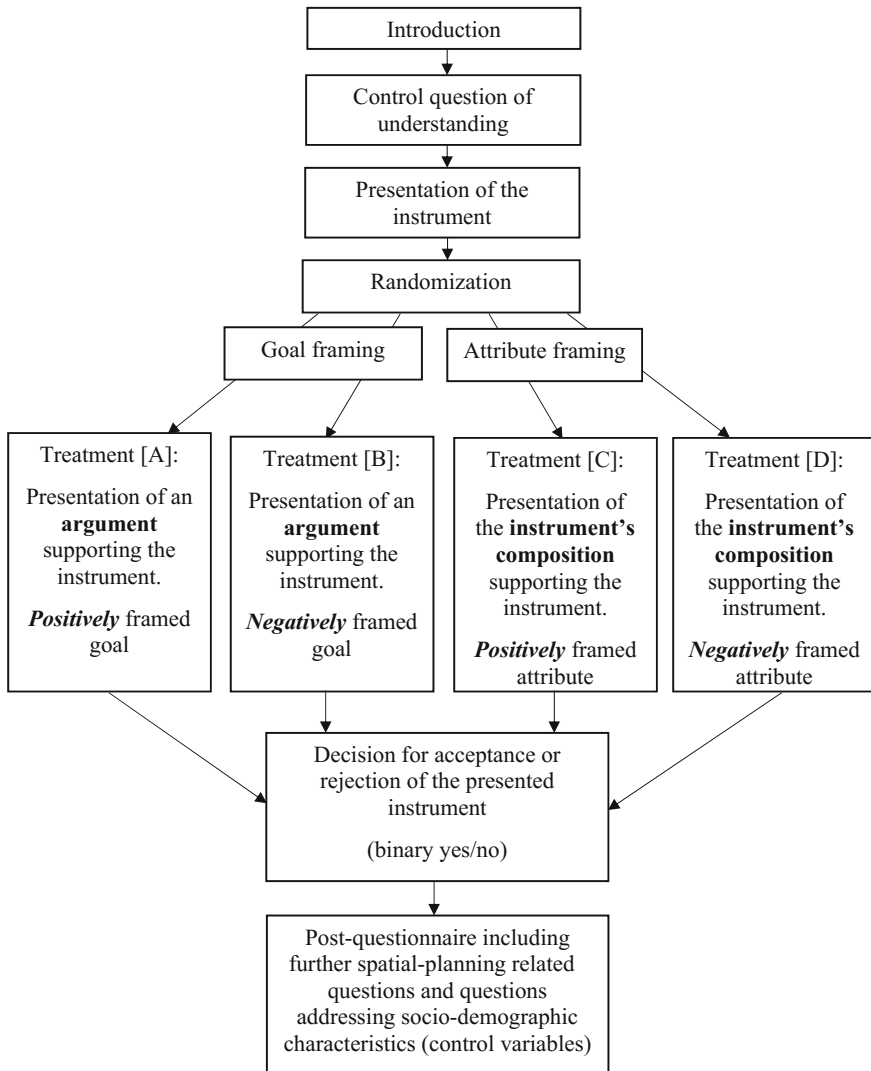 Introduction
Control question of
understanding
Presentation of the
instrument
Randomization
Goal framing
Attribute framing
Treatment [A]:
Presentation of an
argument
supporting the
instrument.
Positively framed
goal
Treatment [B]:
Presentation of an
argument
supporting the
instrument.
Negatively framed
goal
Treatment [C]:
Presentation of
the instrument's
composition
supporting the
instrument.
Positively framed
attribute
Treatment [D]:
Presentation of
the instrument's
composition
supporting the
instrument.
Negatively framed
attribute
Decision for acceptance or
rejection of the presented
instrument
(binary yes/no)
Post-questionnaire including
further spatial-planning related
questions and questions
addressing socio-demographic
characteristics (control variables)